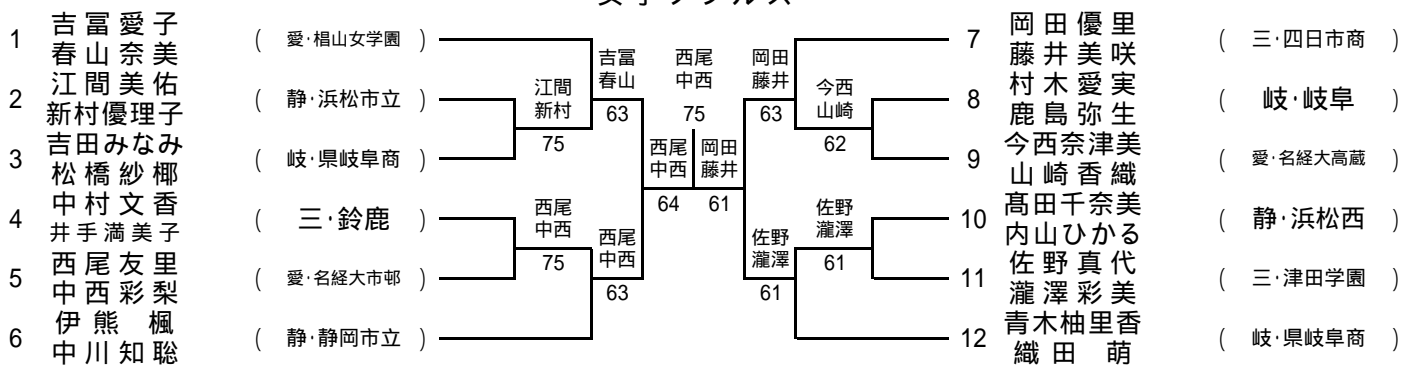 1 吉冨愛子 春山奈美 ( 愛・椙山女学園 )
2 江間美佑 新村優理子 ( 静・浜松市立 )
3 吉田みなみ 松橋紗椰 ( 岐・県岐阜商 )
4 中村文香 井手満美子 ( 三・鈴鹿 )
5 西尾友里 中西彩梨 ( 愛・名経大市邨 )
6 伊熊 楓 中川知聡 ( 静・静岡市立 )
江間 新村
75
西尾 中西
75
吉冨 春山
63
西尾 中西
63
西尾 中西
64
西尾 中西
75
岡田 藤井
61
岡田 藤井
63
佐野 瀧澤
61
今西 山崎
62
佐野 瀧澤
61
7 岡田優里 藤井美咲 ( 三・四日市商 )
8 村木愛実 鹿島弥生 ( 岐・岐阜 )
9 今西奈津美 山崎香織 ( 愛・名経大高蔵 )
10 髙田千奈美 内山ひかる ( 静・浜松西 )
11 佐野真代 瀧澤彩美 ( 三・津田学園 )
12 青木柚里香 織田 萌 ( 岐・県岐阜商 )